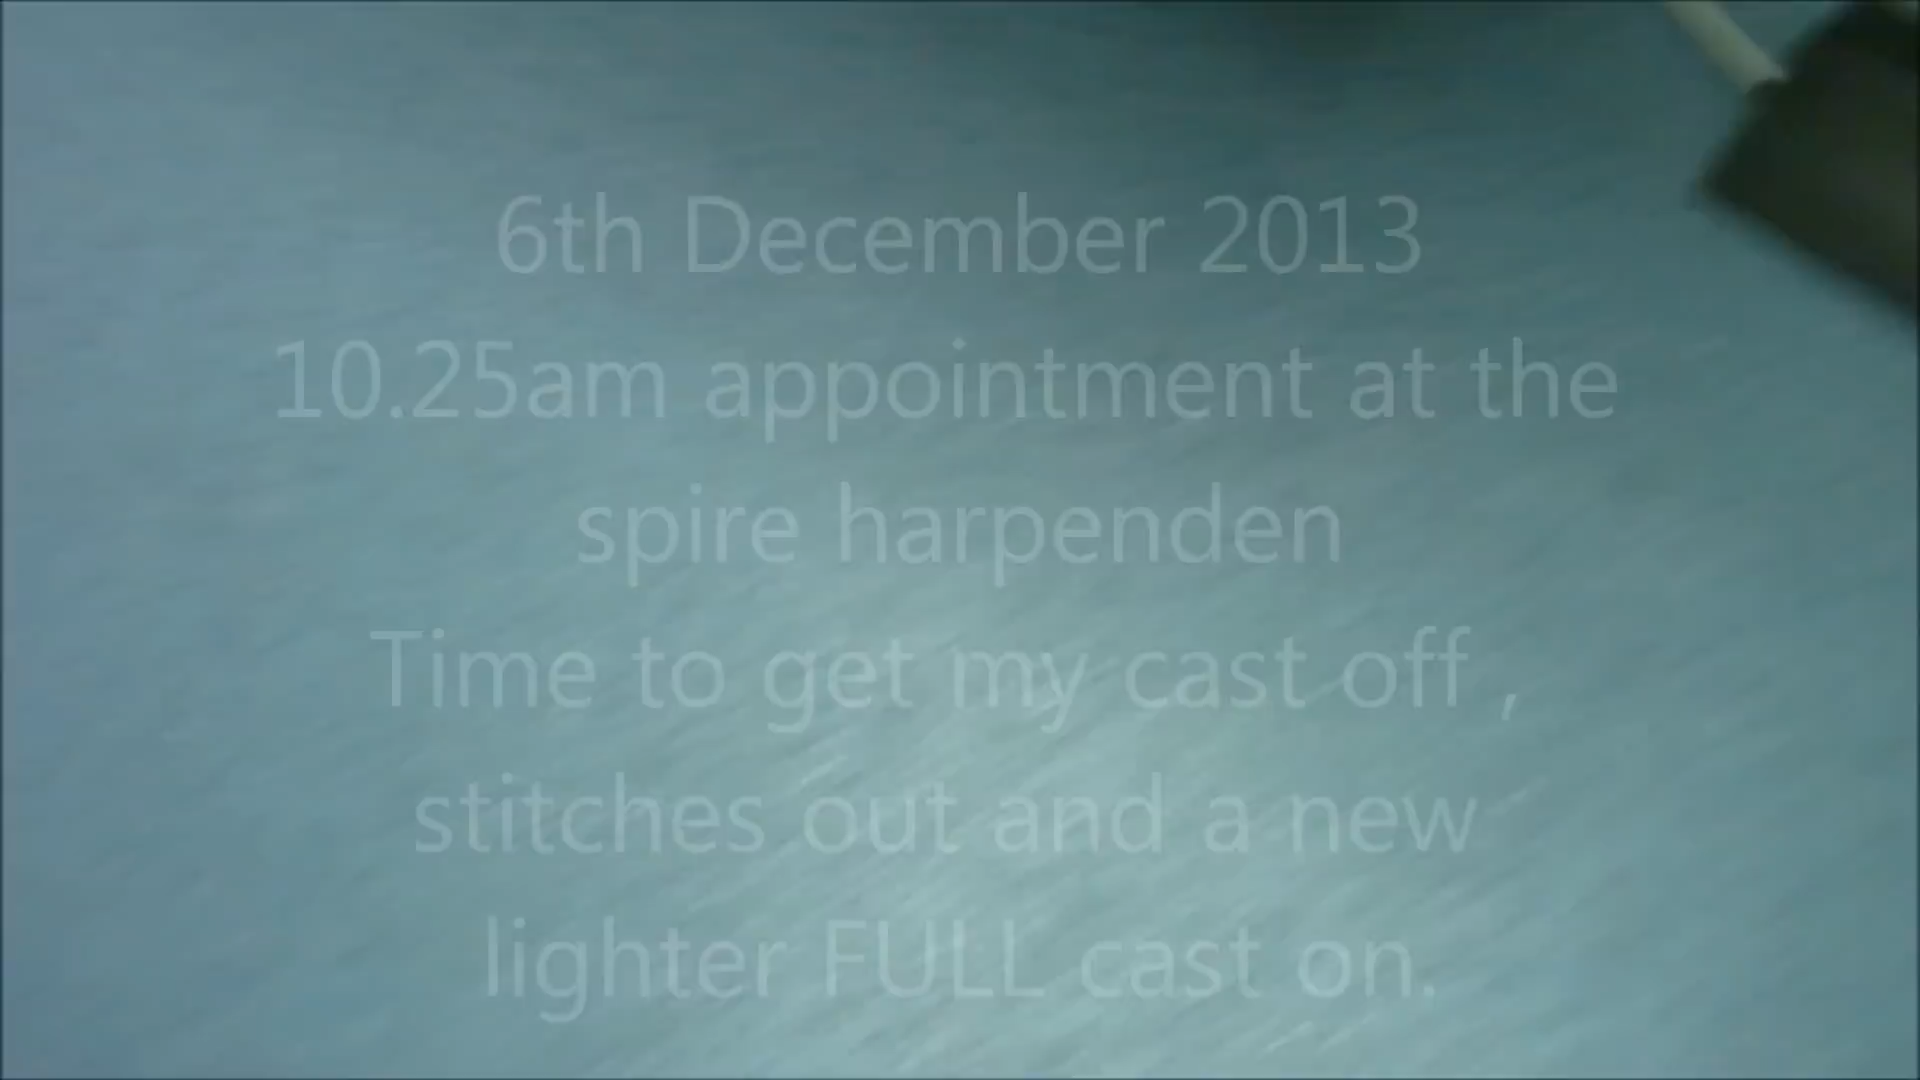 6th December 2013
10.25am appointment at the
spire harpenden
Time to get my cast off ,
stitches out and a new
lighter FULL cast on.